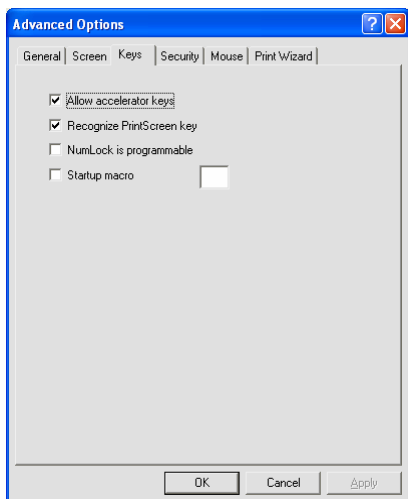 Advanced Options
General Screen Keys Security Mouse Print Wizard
Allow accelerator keys
Recognize PrintScreen key
NumLock is programmable
Startup macro
OK Cancel Apply